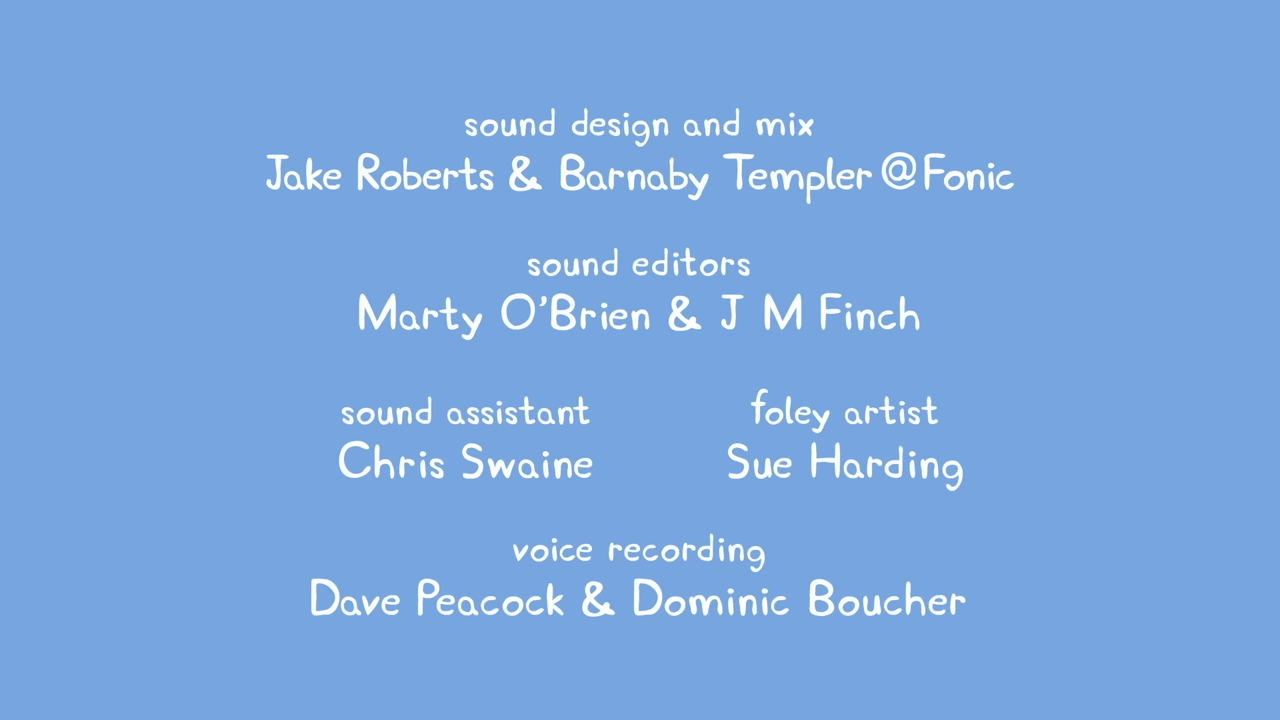 sound design and mix
Jake Roberts & Barnaby Templer @Fonic
sound editors
Marty O'Brien & J M Finch
sound assistant
Chris Swaine
foley artist
Sue Harding
voice recording
Dave Peacock & Dominic Boucher